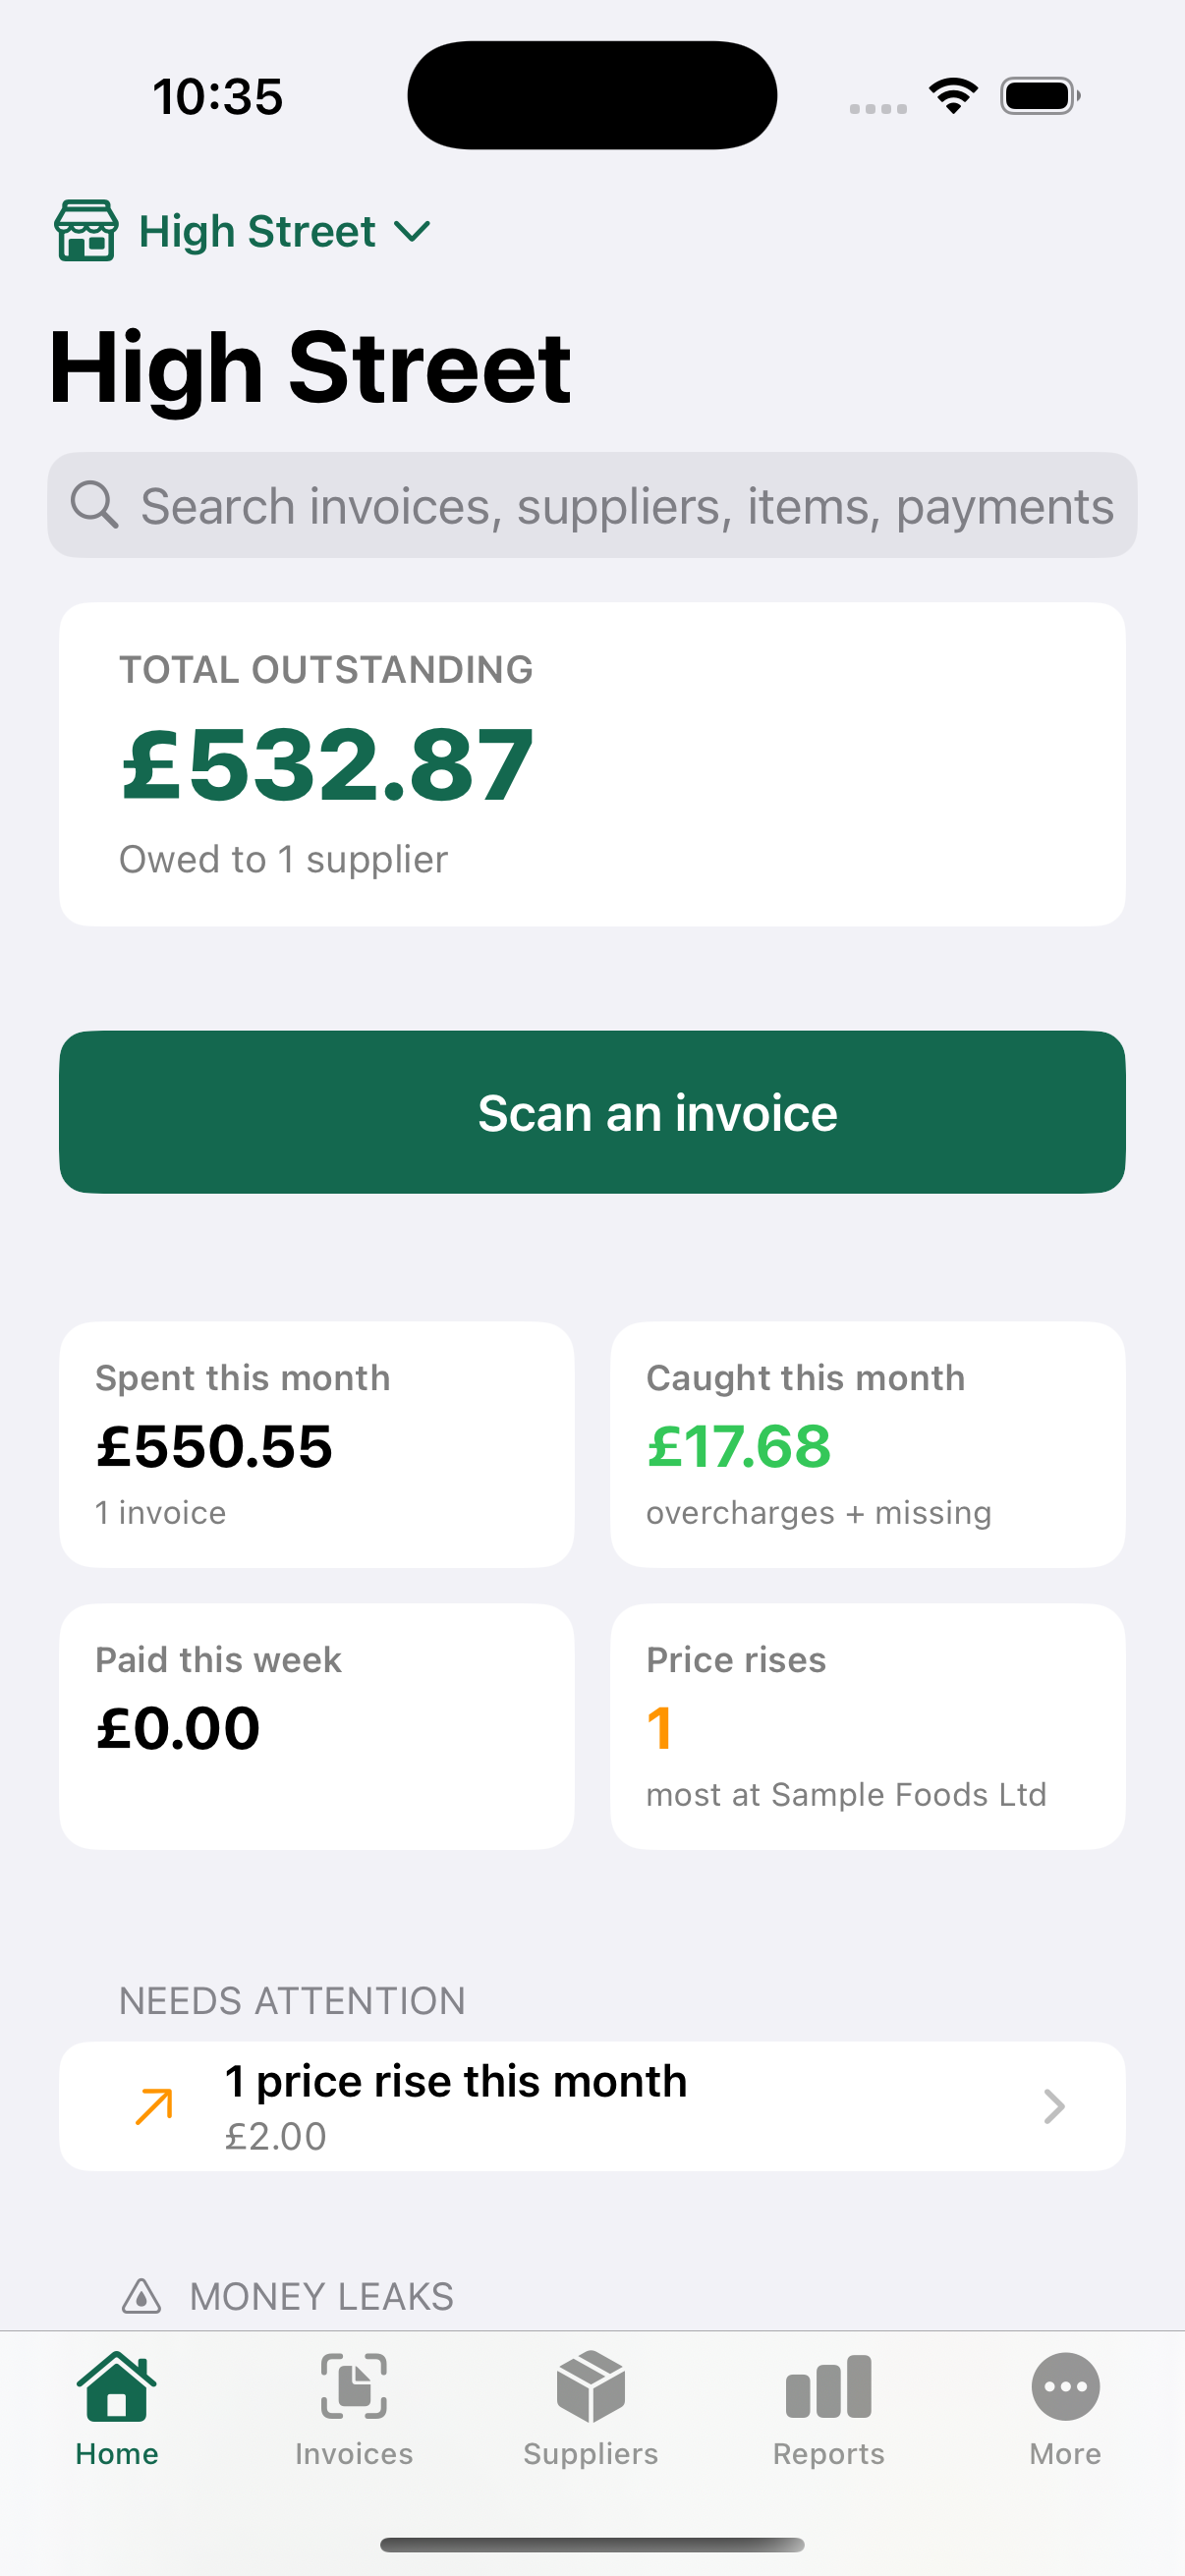 10:35
High Street
High Street
Search invoices, suppliers, items, payments
TOTAL OUTSTANDING
£532.87
Owed to 1 supplier
Scan an invoice
Spent this month
£550.55
1 invoice
Caught this month
£17.68
overcharges + missing
Paid this week
£0.00
Price rises
1
most at Sample Foods Ltd
NEEDS ATTENTION
1 price rise this month
£2.00
MONEY LEAKS
Home
Invoices
Suppliers
Reports
More